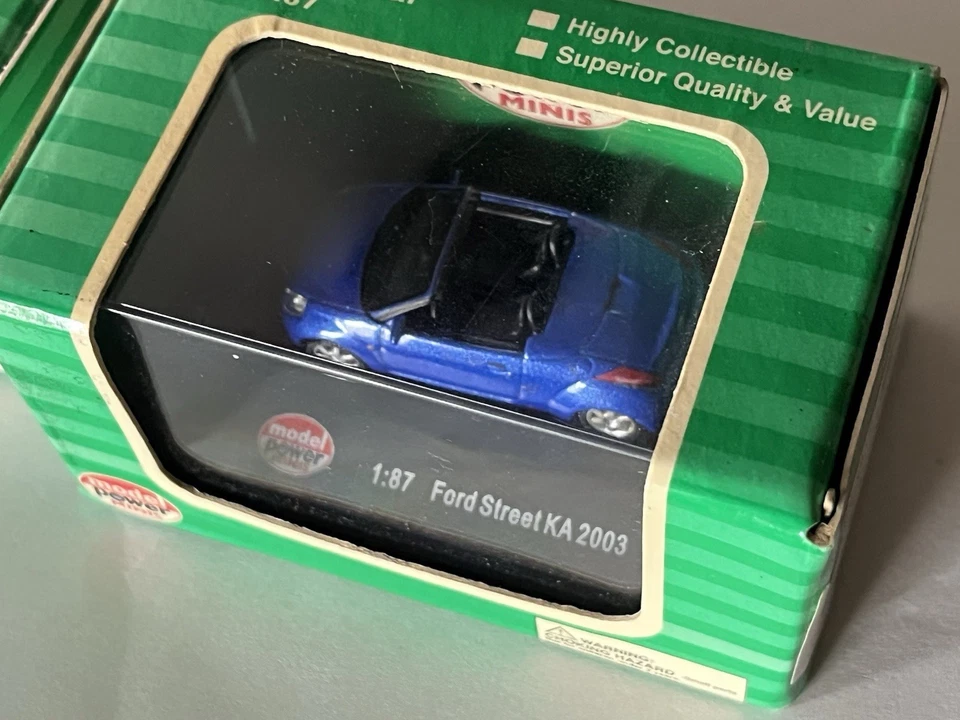 Highly Collectible
Superior Quality & Value
MINIS
model
power
1:87 Ford Street KA 2003
model
power
MINIS
WARNING:
CHOKING HAZARD